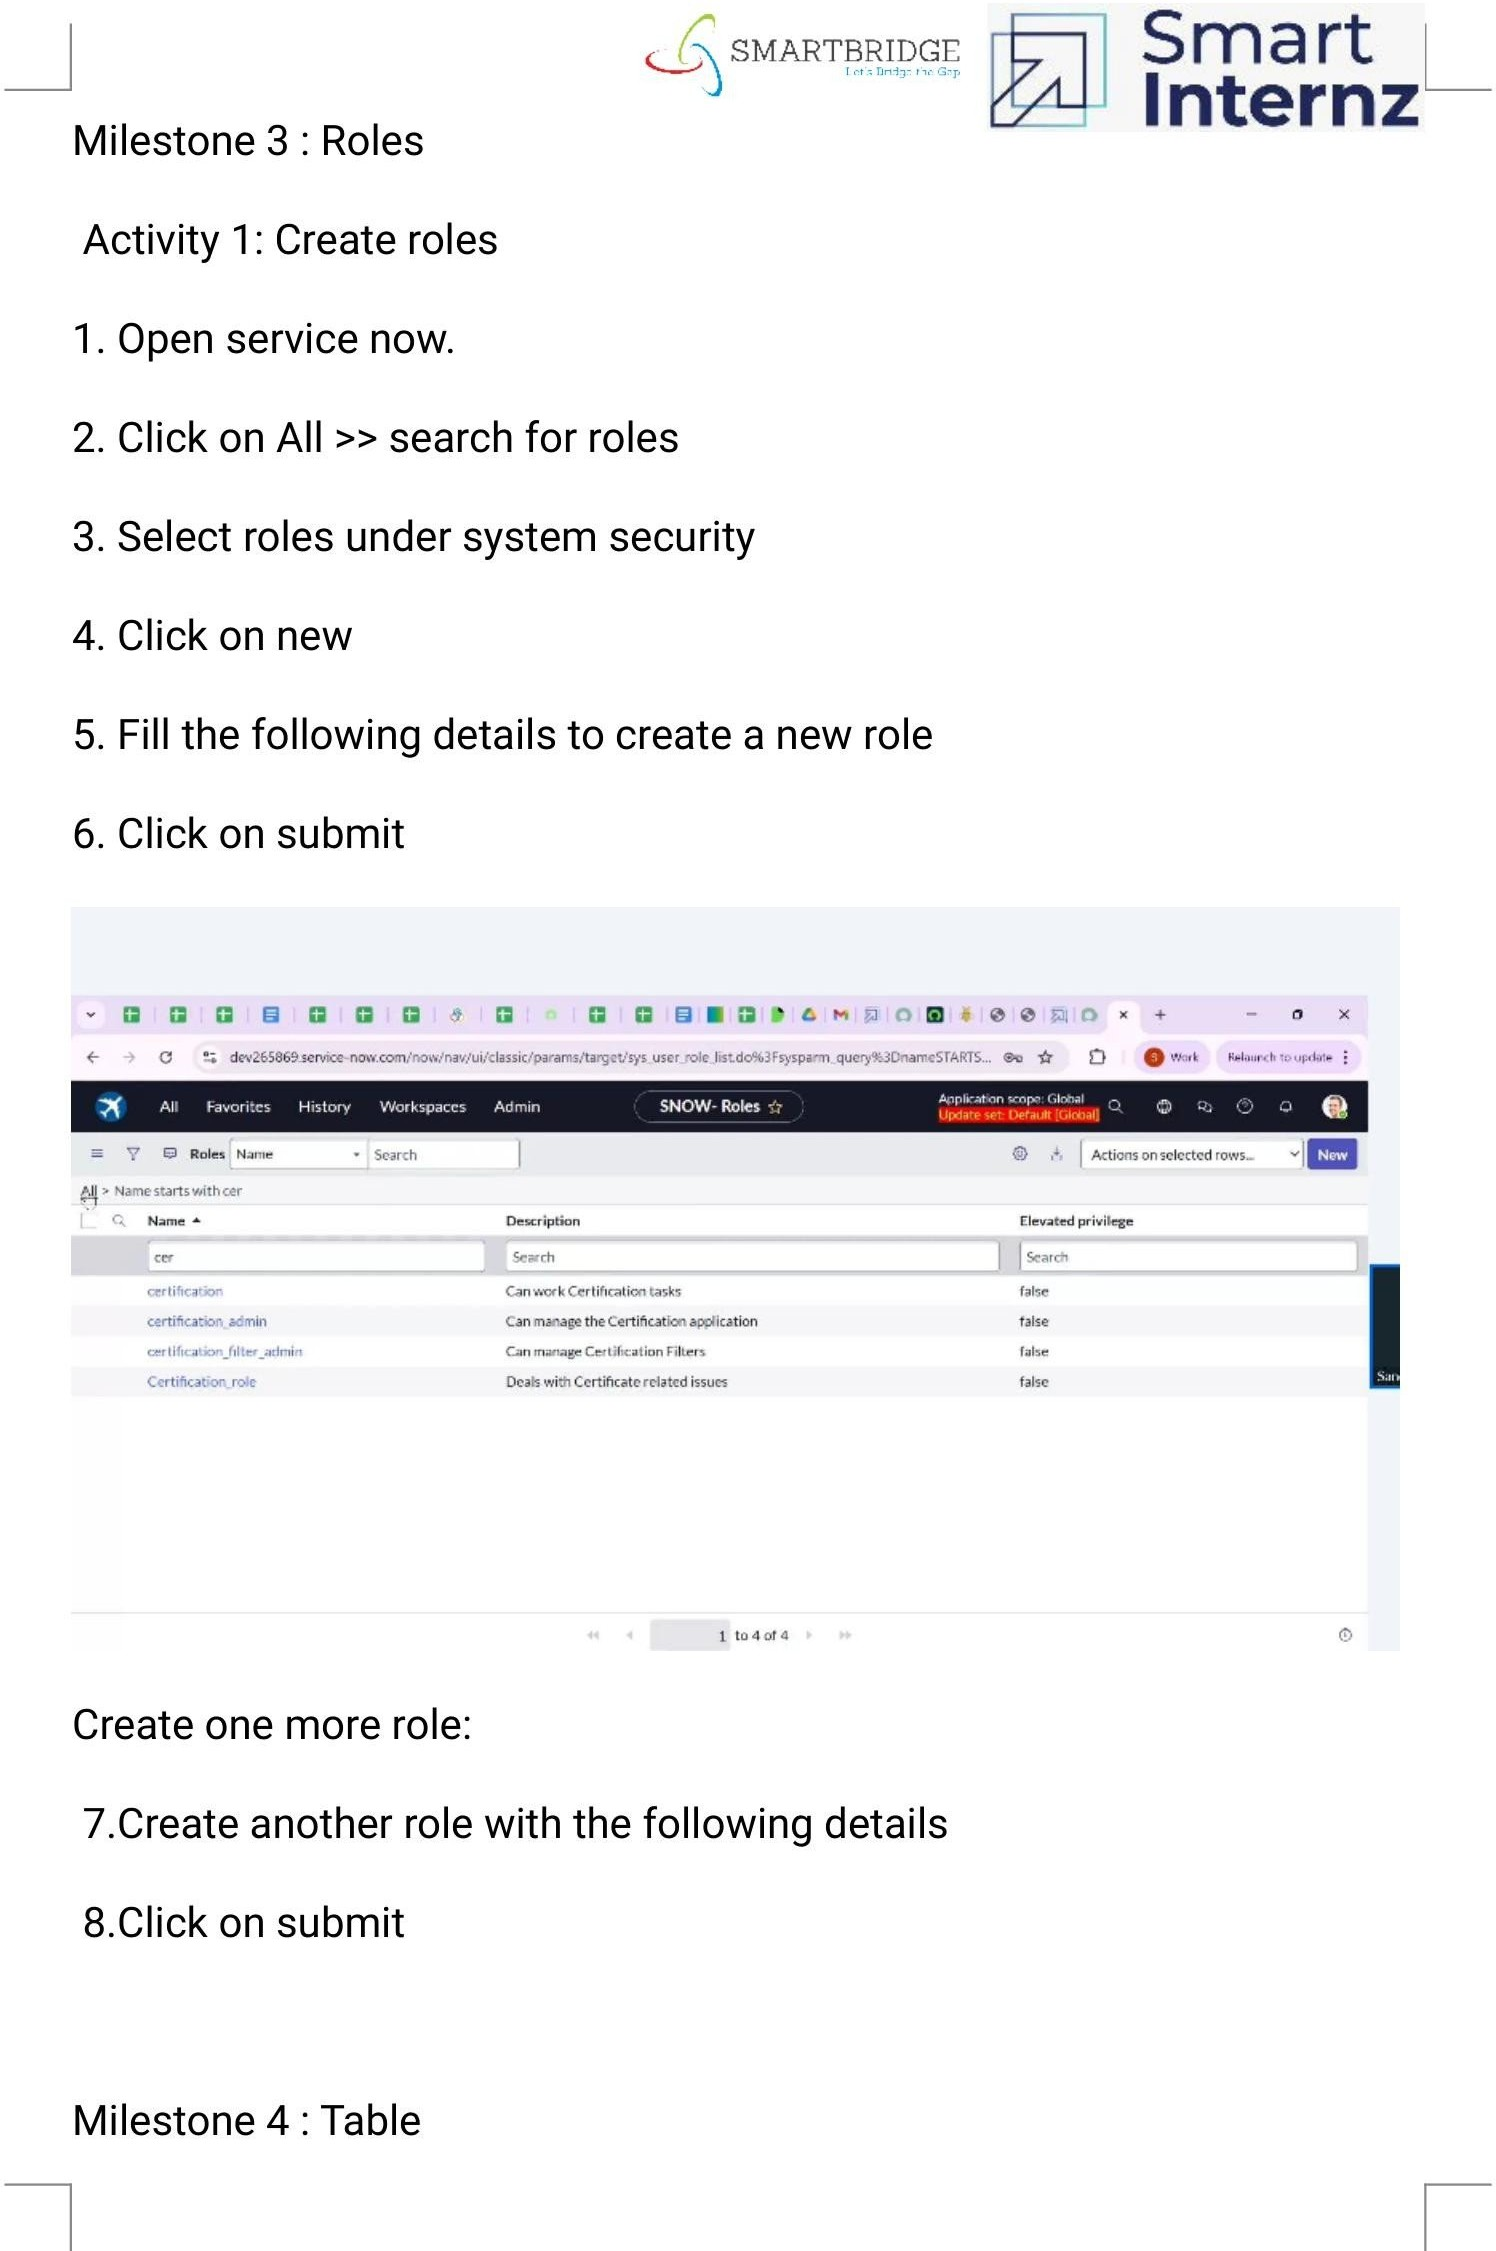 SMARTBRIDGE
Let's Bridge the Gap
Smart
Internz
Milestone 3 : Roles
Activity 1: Create roles
1. Open service now.
2. Click on All >> search for roles
3. Select roles under system security
4. Click on new
5. Fill the following details to create a new role
6. Click on submit
dev265869.service-now.com/now/nav/ui/classic/params/target/sys_user_role_list.do%3Fsysparm_query%3DnameSTARTS... S Work Relaunch to update
All Favorites History Workspaces Admin SNOW- Roles Application scope: Global
Update set: Default [Global]
Roles Name Search Actions on selected rows... New
All > Name starts with cer
Name Description Elevated privilege
cer Search Search
certification Can work Certification tasks false
certification_admin Can manage the Certification application false
certification_filter_admin Can manage Certification Filters false
Certification_role Deals with Certificate related issues false
San
1 to 4 of 4
Create one more role:
7.Create another role with the following details
8.Click on submit
Milestone 4 : Table